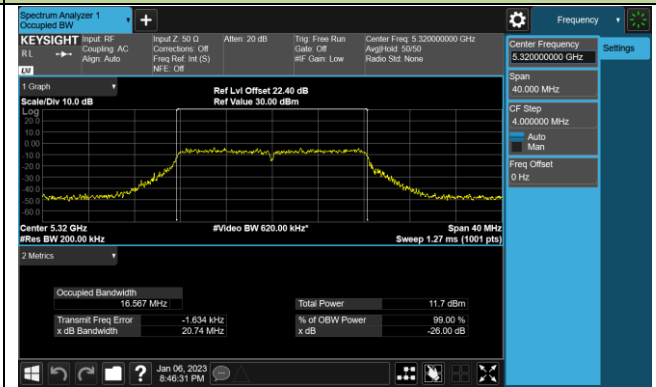 Spectrum Analyzer 1
Occupied BW
+
Frequency
KEYSIGHT
Input: RF
Coupling: AC
Align: Auto
RL
LXI
Input Z: 50 Ω
Corrections: Off
Freq Ref: Int (S)
NFE: Off
Atten: 20 dB
Trig: Free Run
Gate: Off
#IF Gain: Low
Center Freq: 5.320000000 GHz
Avg|Hold: 50/50
Radio Std: None
Center Frequency
5.320000000 GHz
Settings
Span
40.000 MHz
CF Step
4.000000 MHz
Auto
Man
Freq Offset
0 Hz
1 Graph
Scale/Div 10.0 dB
Ref Lvl Offset 22.40 dB
Ref Value 30.00 dBm
Log
20.0
10.0
0.00
-10.0
-20.0
-30.0
-40.0
-50.0
-60.0
Center 5.32 GHz
#Res BW 200.00 kHz
#Video BW 620.00 kHz*
Span 40 MHz
Sweep 1.27 ms (1001 pts)
2 Metrics
Occupied Bandwidth
16.567 MHz
Total Power 11.7 dBm
Transmit Freq Error -1.634 kHz
% of OBW Power 99.00 %
x dB Bandwidth 20.74 MHz
x dB -26.00 dB
?
Jan 06, 2023
8:46:31 PM